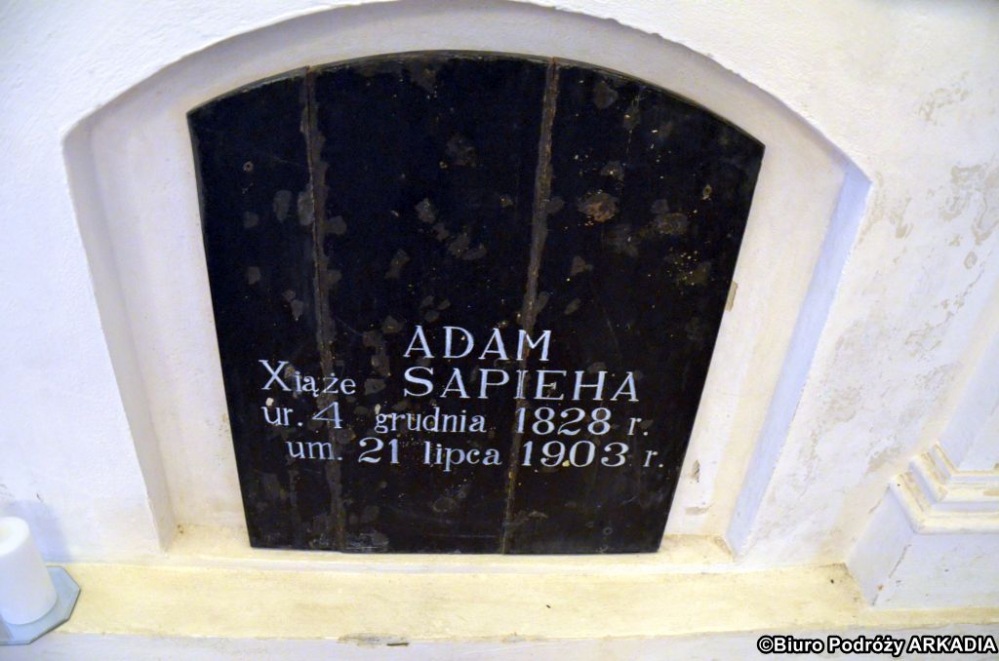 ADAM
Xiąże SAPIEHA
ur. 4 grudnia 1828 r.
um. 21 lipca 1903 r.
©Biuro Podróży ARKADIA